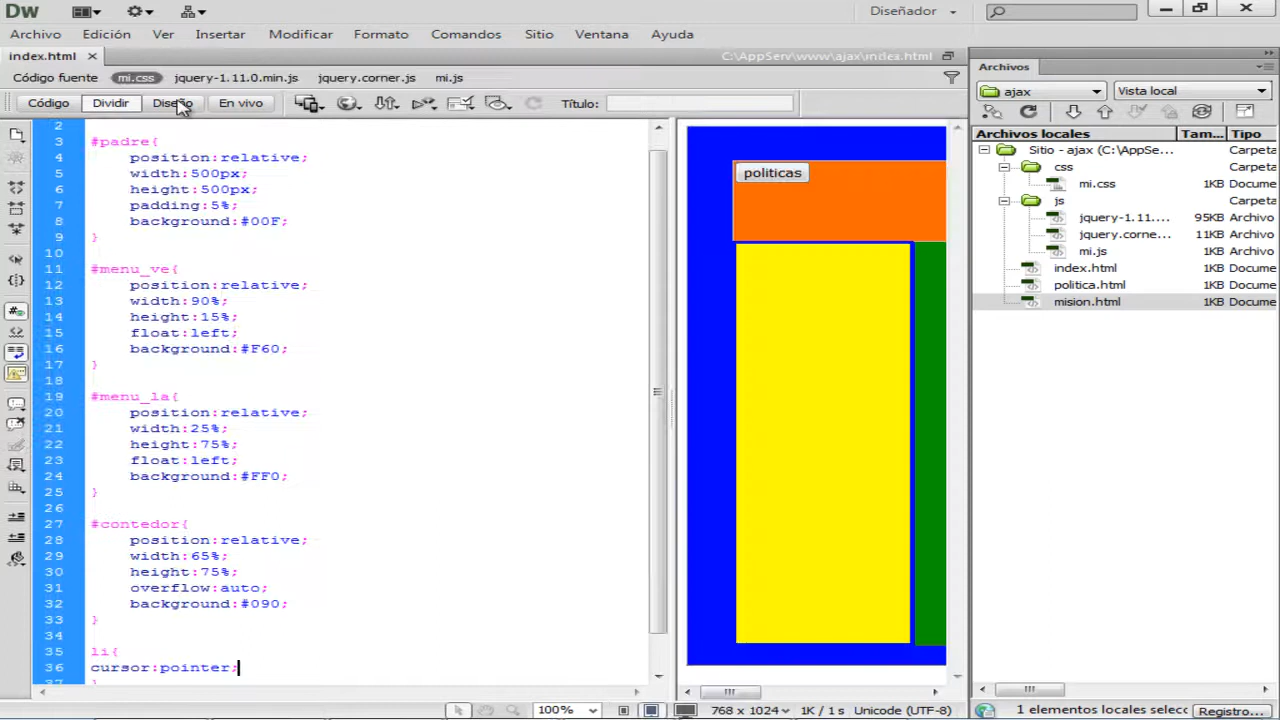 Dw
Diseñador
Archivo Edición Ver Insertar Modificar Formato Comandos Sitio Ventana Ayuda
index.html
C:\AppServ\www\ajax\index.html
Código fuente mi.css jquery-1.11.0.min.js jquery.corner.js mi.js
Código Dividir Diseño En vivo Título:
2
3 #padre{
4 position:relative;
5 width:500px;
6 height:500px;
7 padding:5%;
8 background:#00F;
9 }
10
11 #menu_ve{
12 position:relative;
13 width:90%;
14 height:15%;
15 float:left;
16 background:#F60;
17 }
18
19 #menu_la{
20 position:relative;
21 width:25%;
22 height:75%;
23 float:left;
24 background:#FF0;
25 }
26
27 #contedor{
28 position:relative;
29 width:65%;
30 height:75%;
31 overflow:auto;
32 background:#090;
33 }
34
35 li{
36 cursor:pointer;
37 }
politicas
100%
768 x 1024
1K / 1 s
Unicode (UTF-8)
Archivos
ajax
Vista local
Archivos locales Tam... Tipo
Sitio - ajax (C:\AppSe... Carpeta
css Carpeta
mi.css 1KB Docume
js Carpeta
jquery-1.11.... 95KB Archivo
jquery.corne... 11KB Archivo
mi.js 1KB Archivo
index.html 1KB Docume
politica.html 1KB Docume
mision.html 1KB Docume
1 elementos locales selecc
Registro...